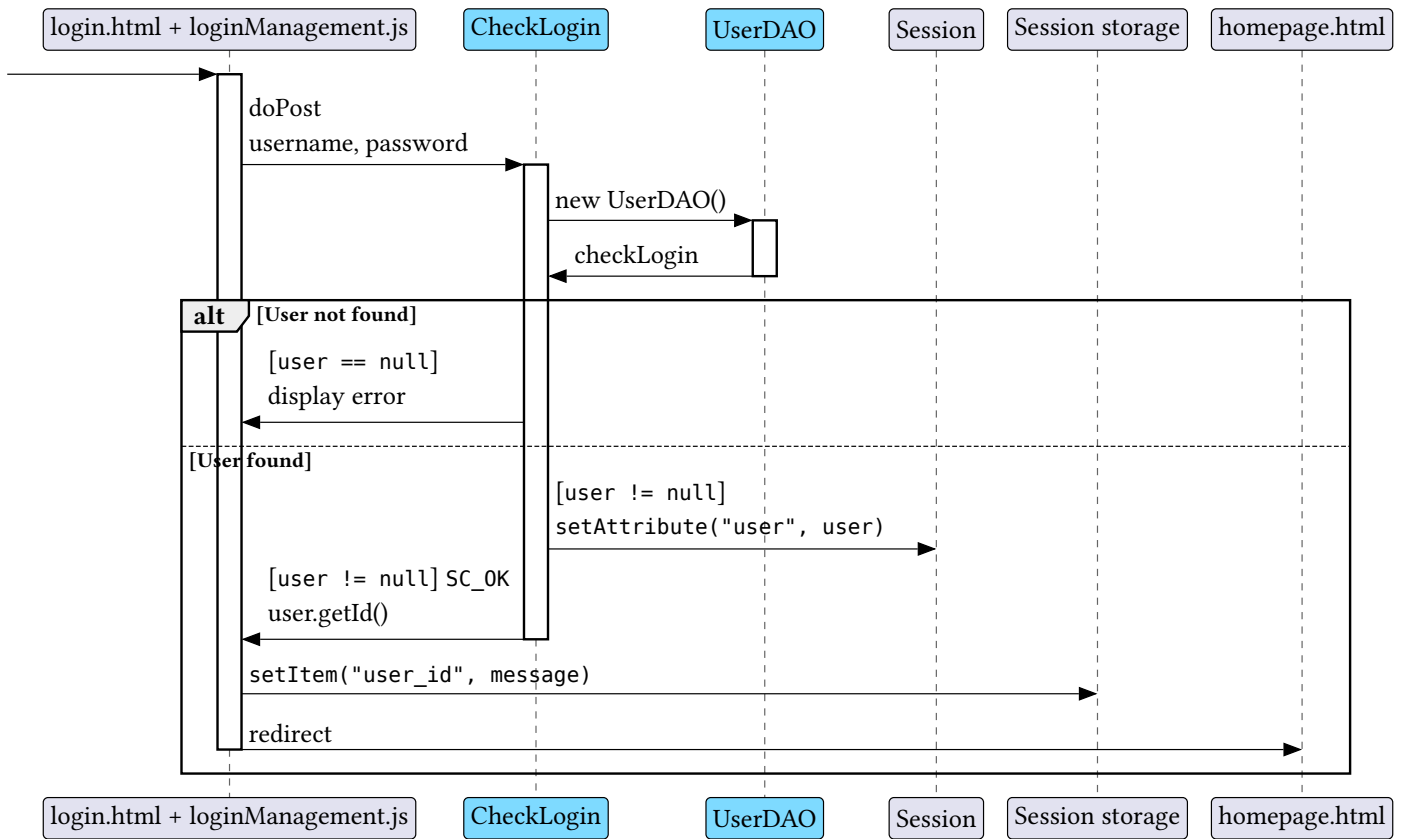 login.html + loginManagement.js
CheckLogin
UserDAO
Session
Session storage
homepage.html
doPost
username, password
new UserDAO()
checkLogin
alt
[User not found]
[user == null]
display error
[User found]
[user != null]
setAttribute("user", user)
[user != null] SC_OK
user.getId()
setItem("user_id", message)
redirect
login.html + loginManagement.js
CheckLogin
UserDAO
Session
Session storage
homepage.html